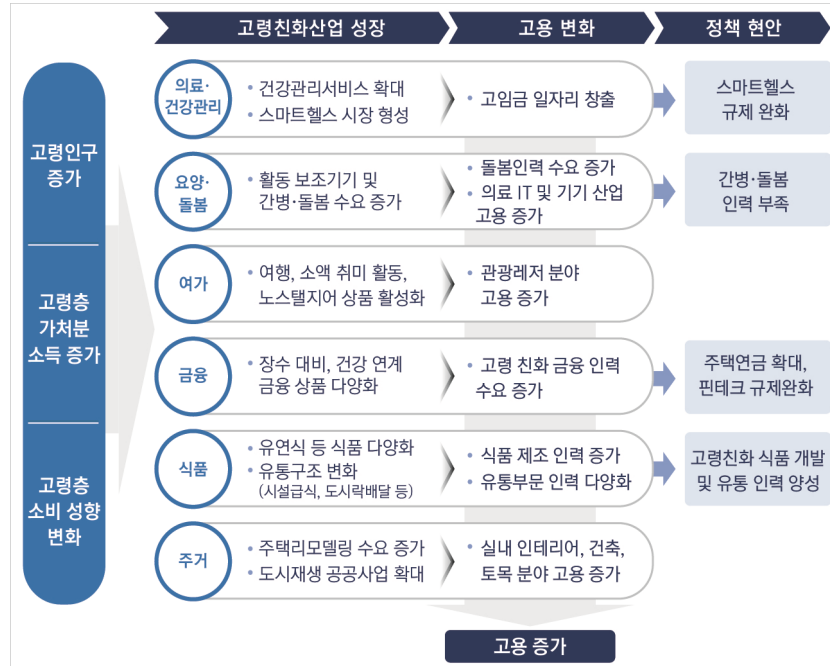 고령친화산업 성장
고용 변화
정책 현안
고령인구
증가
고령층
가처분
소득 증가
고령층
소비 성향
변화
의료·
건강관리
• 건강관리서비스 확대
• 스마트헬스 시장 형성
• 고임금 일자리 창출
스마트헬스
규제 완화
요양·
돌봄
• 활동 보조기기 및
간병·돌봄 수요 증가
• 돌봄인력 수요 증가
• 의료 IT 및 기기 산업
고용 증가
간병·돌봄
인력 부족
여가
• 여행, 소액 취미 활동,
노스탤지어 상품 활성화
• 관광레저 분야
고용 증가
금융
• 장수 대비, 건강 연계
금융 상품 다양화
• 고령 친화 금융 인력
수요 증가
주택연금 확대,
핀테크 규제완화
식품
• 유연식 등 식품 다양화
• 유통구조 변화
(시설급식, 도시락배달 등)
• 식품 제조 인력 증가
• 유통부문 인력 다양화
고령친화 식품 개발
및 유통 인력 양성
주거
• 주택리모델링 수요 증가
• 도시재생 공공사업 확대
• 실내 인테리어, 건축,
토목 분야 고용 증가
고용 증가